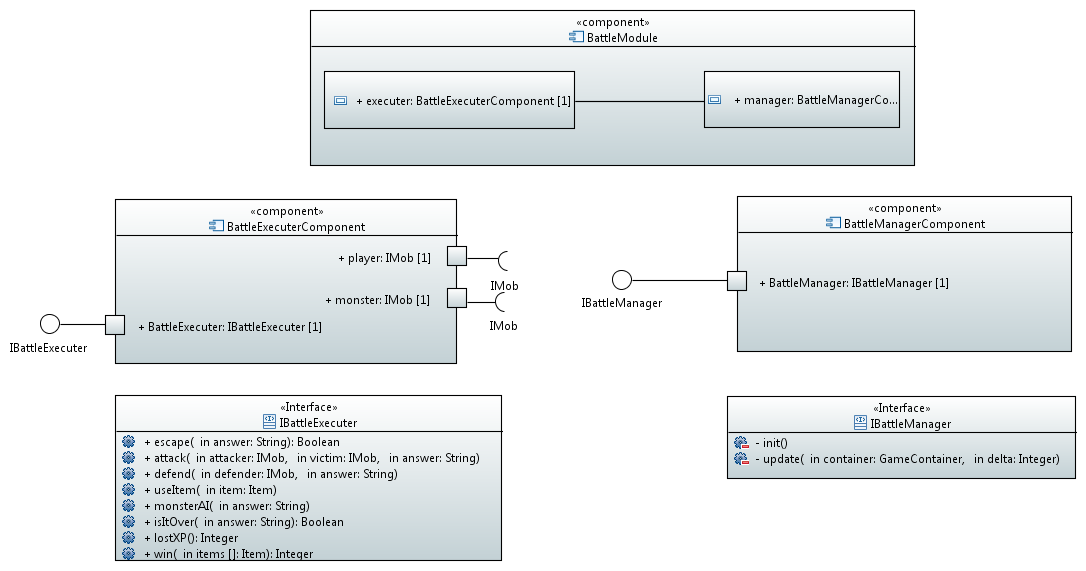 «component»
BattleModule
+ executer: BattleExecuterComponent [1]
+ manager: BattleManagerCo...
«component»
BattleExecuterComponent
+ player: IMob [1]
IMob
+ monster: IMob [1]
IMob
+ BattleExecuter: IBattleExecuter [1]
IBattleExecuter
«component»
BattleManagerComponent
+ BattleManager: IBattleManager [1]
IBattleManager
«Interface»
IBattleExecuter
+ escape( in answer: String): Boolean
+ attack( in attacker: IMob, in victim: IMob, in answer: String)
+ defend( in defender: IMob, in answer: String)
+ useItem( in item: Item)
+ monsterAI( in answer: String)
+ isItOver( in answer: String): Boolean
+ lostXP(): Integer
+ win( in items []: Item): Integer
«Interface»
IBattleManager
- init()
- update( in container: GameContainer, in delta: Integer)